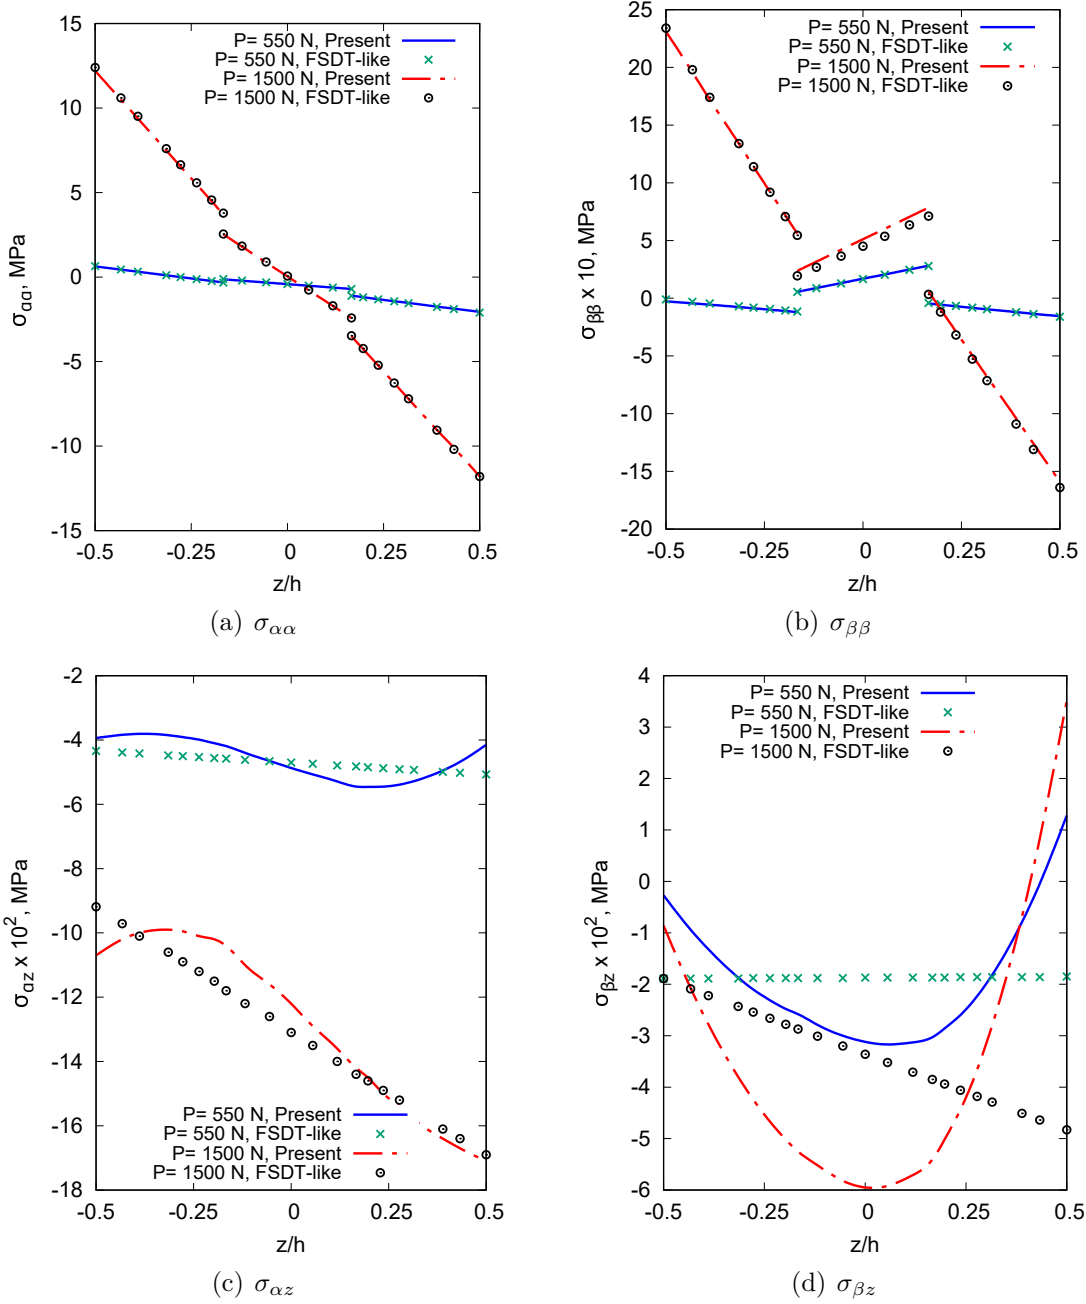 15
10
5
0
-5
-10
-15
-0.5
-0.25
0
0.25
0.5
σαα, MPa
z/h
P= 550 N, Present
P= 550 N, FSDT-like
P= 1500 N, Present
P= 1500 N, FSDT-like
(a) σαα
25
20
15
10
5
0
-5
-10
-15
-20
-0.5
-0.25
0
0.25
0.5
σββ x 10, MPa
z/h
P= 550 N, Present
P= 550 N, FSDT-like
P= 1500 N, Present
P= 1500 N, FSDT-like
(b) σββ
-2
-4
-6
-8
-10
-12
-14
-16
-18
-0.5
-0.25
0
0.25
0.5
σαz x 10², MPa
z/h
P= 550 N, Present
P= 550 N, FSDT-like
P= 1500 N, Present
P= 1500 N, FSDT-like
(c) σαz
4
3
2
1
0
-1
-2
-3
-4
-5
-6
-0.5
-0.25
0
0.25
0.5
σβz x 10², MPa
z/h
P= 550 N, Present
P= 550 N, FSDT-like
P= 1500 N, Present
P= 1500 N, FSDT-like
(d) σβz